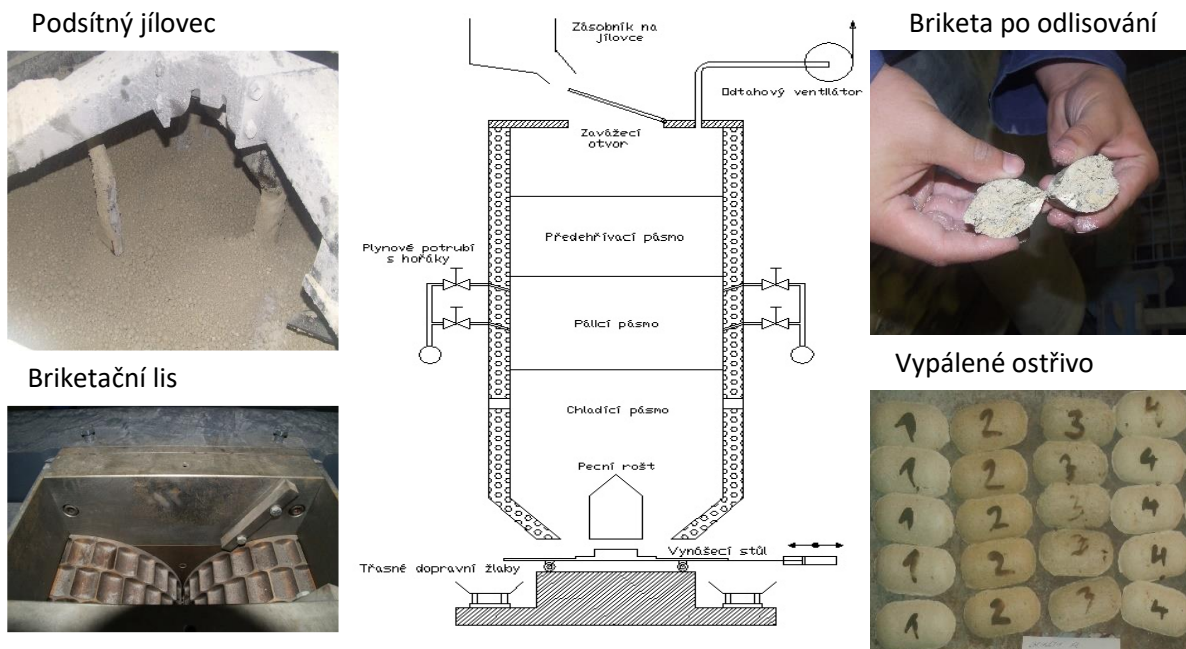 Podsítný jílovec
Briketační lis
Zásobník na
jílovce
Odtahový ventilátor
Zavážecí
otvor
Předehřívací pásmo
Plynové potrubí
s hořáky
Pálící pásmo
Chladící pásmo
Pecní rošt
Vynášecí stůl
Třasné dopravní žlaby
Briketa po odlisování
Vypálené ostřivo
1 2 3 4
1 2 3 4
1 2 3 4
1 2 3 4
1 2 3 4